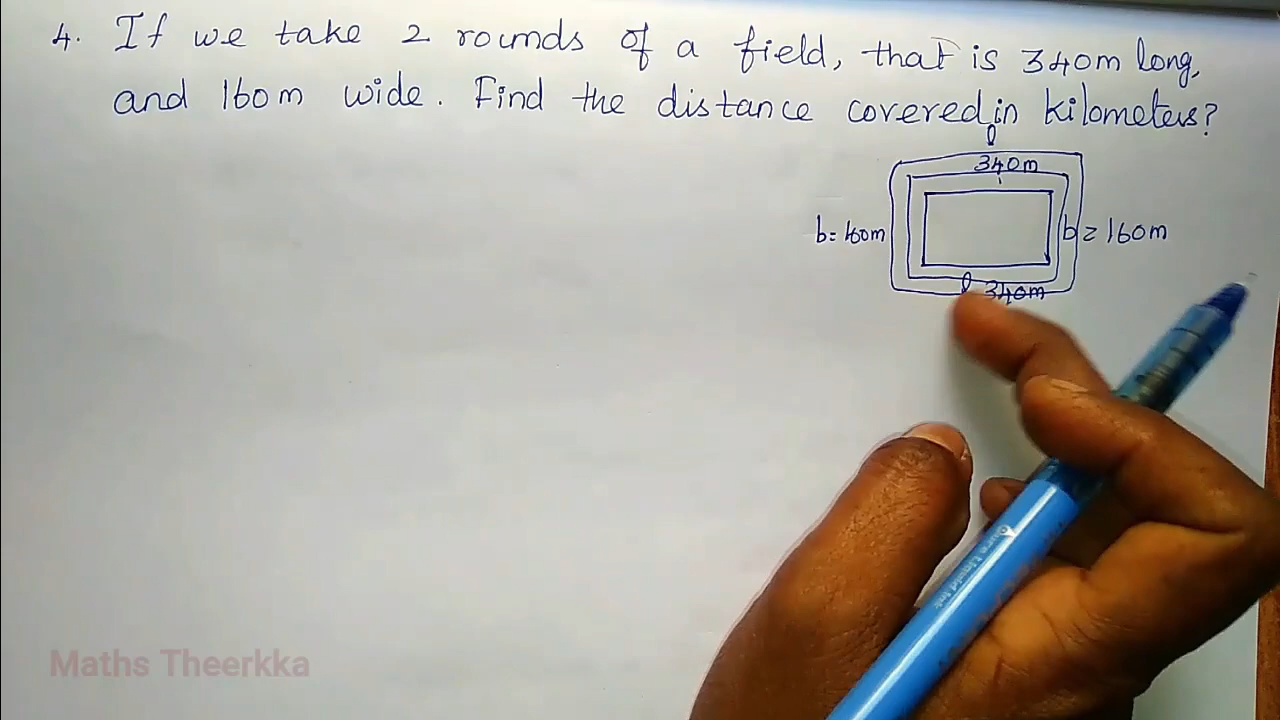 4. If we take 2 rounds of a field, that is 340m long,
and 160m wide. Find the distance covered in kilometers?
l
340m
b = 160m
b = 160m
l 340m
Maths Theerkka